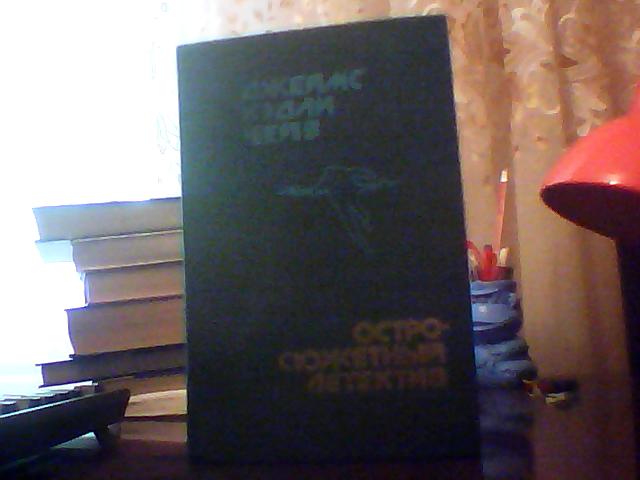 ДЖЕЙМС
ХЭДЛИ
ЧЕЙЗ
ОСТРО-
СЮЖЕТНЫЙ
ДЕТЕКТИВ